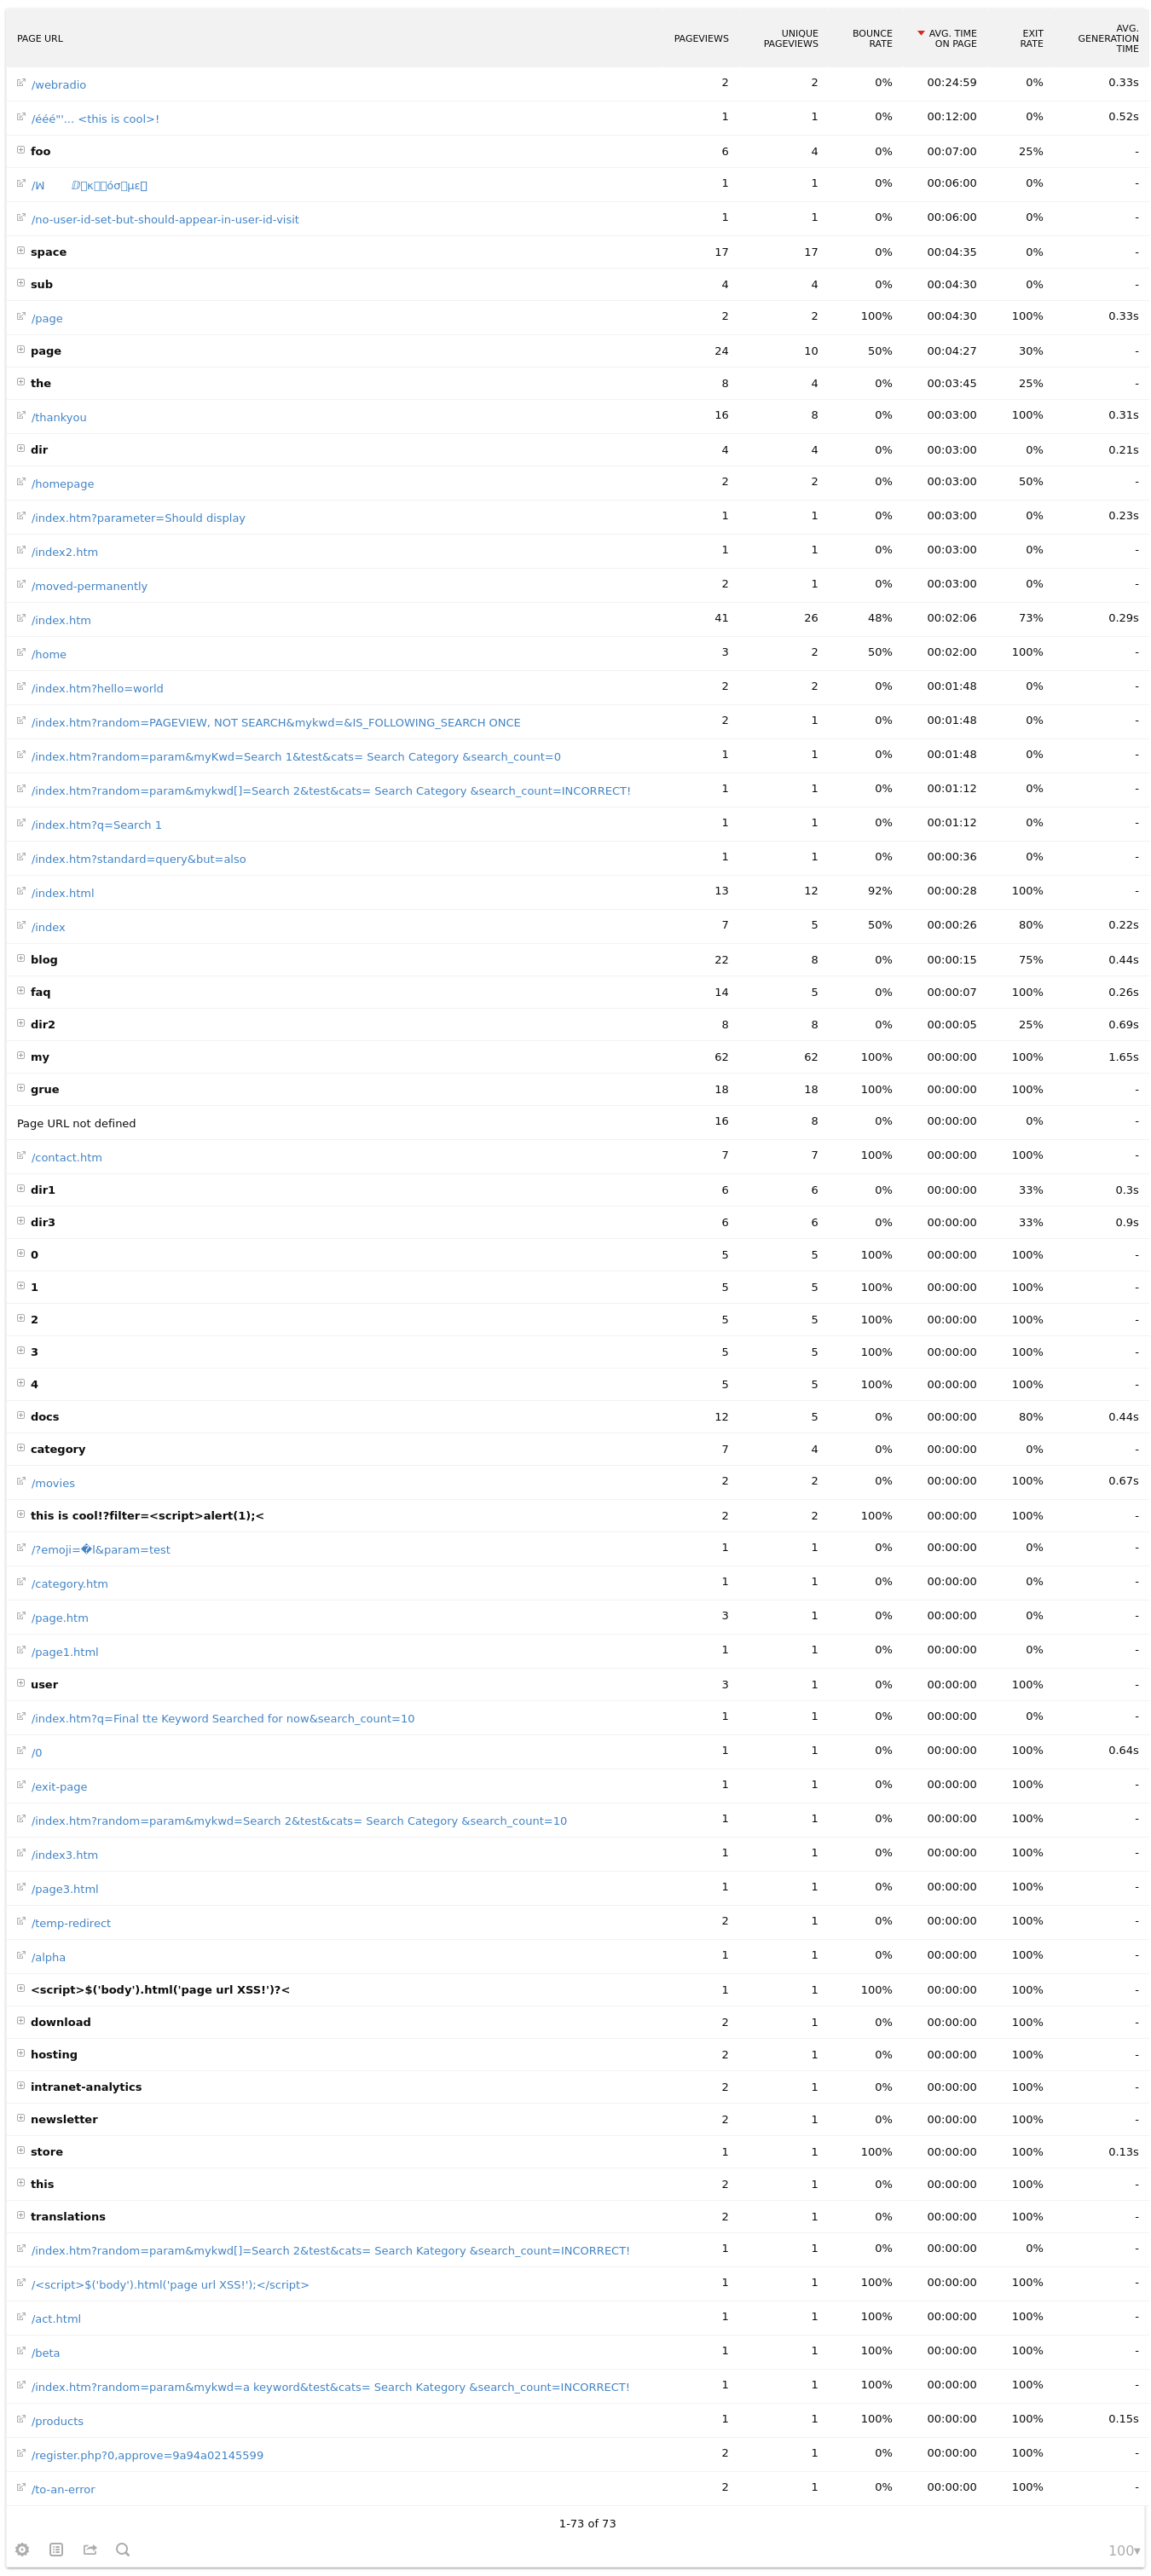 PAGE URL PAGEVIEWS UNIQUE PAGEVIEWS BOUNCE RATE AVG. TIME ON PAGE EXIT RATE AVG. GENERATION TIME
/webradio 2 2 0% 00:24:59 0% 0.33s
/ééé"'... <this is cool>! 1 1 0% 00:12:00 0% 0.52s
foo 6 4 0% 00:07:00 25% -
1 1 0% 00:06:00 0% -
/no-user-id-set-but-should-appear-in-user-id-visit 1 1 0% 00:06:00 0% -
space 17 17 0% 00:04:35 0% -
sub 4 4 0% 00:04:30 0% -
/page 2 2 100% 00:04:30 100% 0.33s
page 24 10 50% 00:04:27 30% -
the 8 4 0% 00:03:45 25% -
/thankyou 16 8 0% 00:03:00 100% 0.31s
dir 4 4 0% 00:03:00 0% 0.21s
/homepage 2 2 0% 00:03:00 50% -
/index.htm?parameter=Should display 1 1 0% 00:03:00 0% 0.23s
/index2.htm 1 1 0% 00:03:00 0% -
/moved-permanently 2 1 0% 00:03:00 0% -
/index.htm 41 26 48% 00:02:06 73% 0.29s
/home 3 2 50% 00:02:00 100% -
/index.htm?hello=world 2 2 0% 00:01:48 0% -
/index.htm?random=PAGEVIEW, NOT SEARCH&mykwd=&IS_FOLLOWING_SEARCH ONCE 2 1 0% 00:01:48 0% -
/index.htm?random=param&myKwd=Search 1&test&cats= Search Category &search_count=0 1 1 0% 00:01:48 0% -
/index.htm?random=param&mykwd[]=Search 2&test&cats= Search Category &search_count=INCORRECT! 1 1 0% 00:01:12 0% -
/index.htm?q=Search 1 1 1 0% 00:01:12 0% -
/index.htm?standard=query&but=also 1 1 0% 00:00:36 0% -
/index.html 13 12 92% 00:00:28 100% -
/index 7 5 50% 00:00:26 80% 0.22s
blog 22 8 0% 00:00:15 75% 0.44s
faq 14 5 0% 00:00:07 100% 0.26s
dir2 8 8 0% 00:00:05 25% 0.69s
my 62 62 100% 00:00:00 100% 1.65s
grue 18 18 100% 00:00:00 100% -
Page URL not defined 16 8 0% 00:00:00 0% -
/contact.htm 7 7 100% 00:00:00 100% -
dir1 6 6 0% 00:00:00 33% 0.3s
dir3 6 6 0% 00:00:00 33% 0.9s
0 5 5 100% 00:00:00 100% -
1 5 5 100% 00:00:00 100% -
2 5 5 100% 00:00:00 100% -
3 5 5 100% 00:00:00 100% -
4 5 5 100% 00:00:00 100% -
docs 12 5 0% 00:00:00 80% 0.44s
category 7 4 0% 00:00:00 0% -
/movies 2 2 0% 00:00:00 100% 0.67s
this is cool!?filter=<script>alert(1);< 2 2 100% 00:00:00 100% -
/?emoji=�l&param=test 1 1 0% 00:00:00 0% -
/category.htm 1 1 0% 00:00:00 0% -
/page.htm 3 1 0% 00:00:00 0% -
/page1.html 1 1 0% 00:00:00 0% -
user 3 1 0% 00:00:00 100% -
/index.htm?q=Final tte Keyword Searched for now&search_count=10 1 1 0% 00:00:00 0% -
/0 1 1 0% 00:00:00 100% 0.64s
/exit-page 1 1 0% 00:00:00 100% -
/index.htm?random=param&mykwd=Search 2&test&cats= Search Category &search_count=10 1 1 0% 00:00:00 100% -
/index3.htm 1 1 0% 00:00:00 100% -
/page3.html 1 1 0% 00:00:00 100% -
/temp-redirect 2 1 0% 00:00:00 100% -
/alpha 1 1 0% 00:00:00 100% -
<script>$('body').html('page url XSS!')?< 1 1 100% 00:00:00 100% -
download 2 1 0% 00:00:00 100% -
hosting 2 1 0% 00:00:00 100% -
intranet-analytics 2 1 0% 00:00:00 100% -
newsletter 2 1 0% 00:00:00 100% -
store 1 1 100% 00:00:00 100% 0.13s
this 2 1 0% 00:00:00 100% -
translations 2 1 0% 00:00:00 100% -
/index.htm?random=param&mykwd[]=Search 2&test&cats= Search Kategory &search_count=INCORRECT! 1 1 0% 00:00:00 0% -
/<script>$('body').html('page url XSS!');</script> 1 1 100% 00:00:00 100% -
/act.html 1 1 100% 00:00:00 100% -
/beta 1 1 100% 00:00:00 100% -
/index.htm?random=param&mykwd=a keyword&test&cats= Search Kategory &search_count=INCORRECT! 1 1 100% 00:00:00 100% -
/products 1 1 100% 00:00:00 100% 0.15s
/register.php?0,approve=9a94a02145599 2 1 0% 00:00:00 100% -
/to-an-error 2 1 0% 00:00:00 100% -
1-73 of 73
100